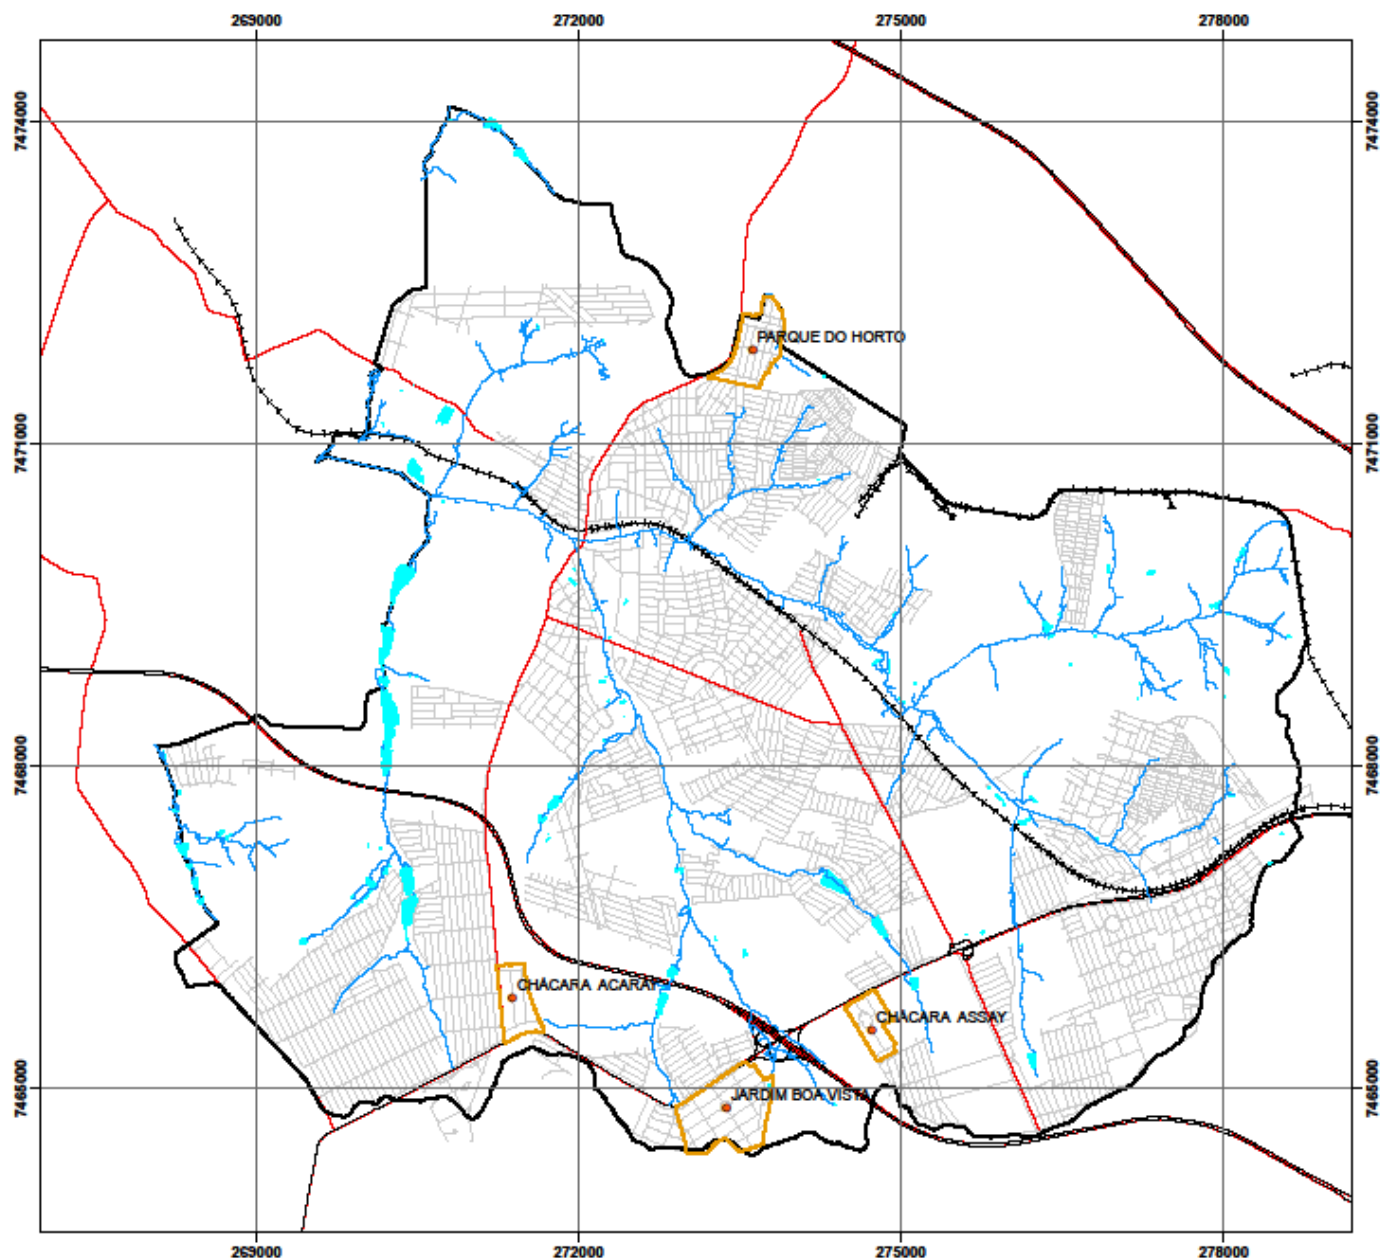 269000 272000 275000 278000
7474000 7474000
PARQUE DO HORTO
7471000 7471000
7468000 7468000
CHÁCARA ACARAY
CHÁCARA ASSAY
7465000 7465000
JARDIM BOA VISTA
269000 272000 275000 278000